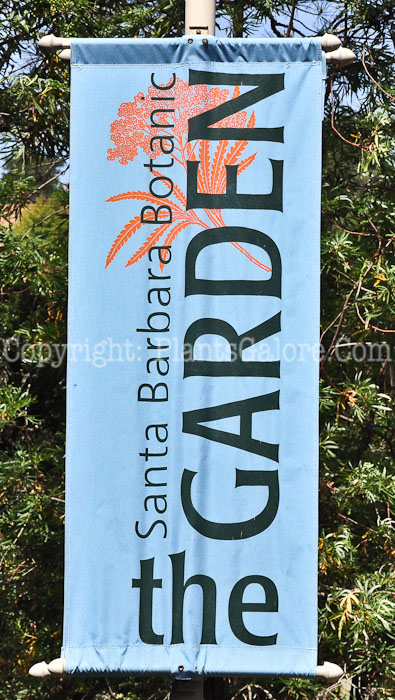 Santa Barbara Botanic
the GARDEN
Copyright: PlantsGalore.Com